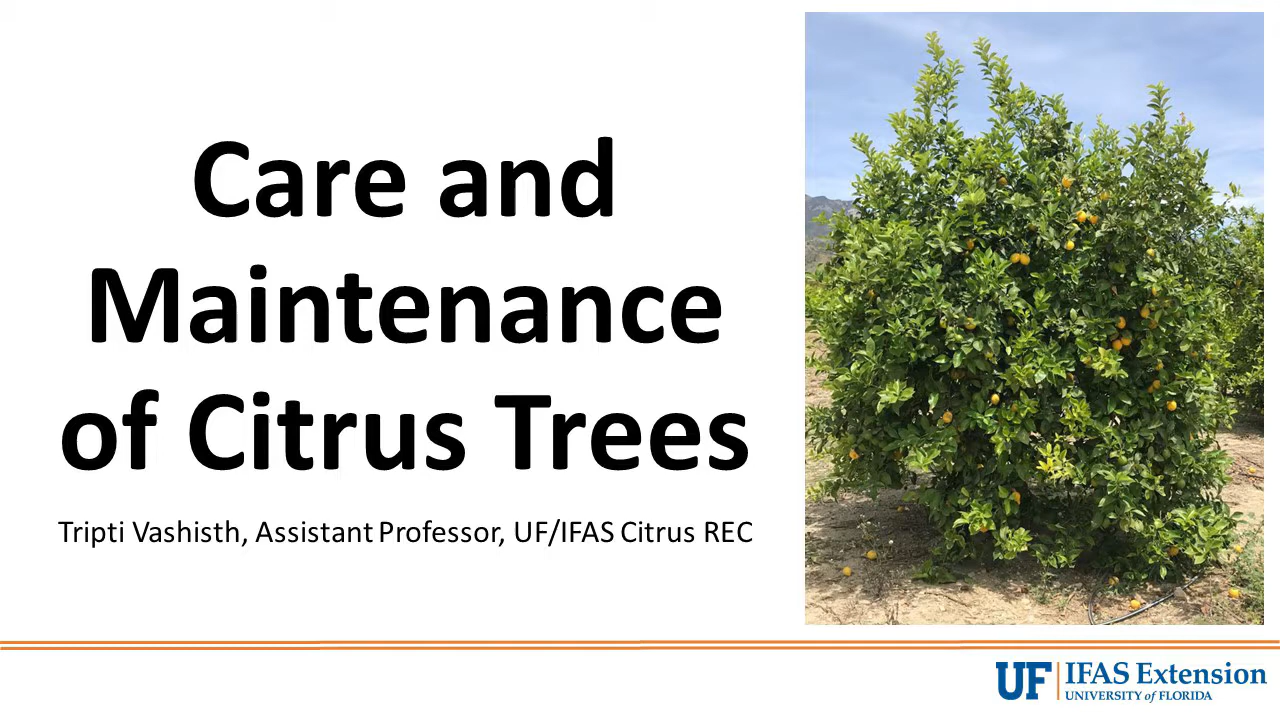 Care and
Maintenance
of Citrus Trees
Tripti Vashisth, Assistant Professor, UF/IFAS Citrus REC
UF IFAS Extension
UNIVERSITY of FLORIDA